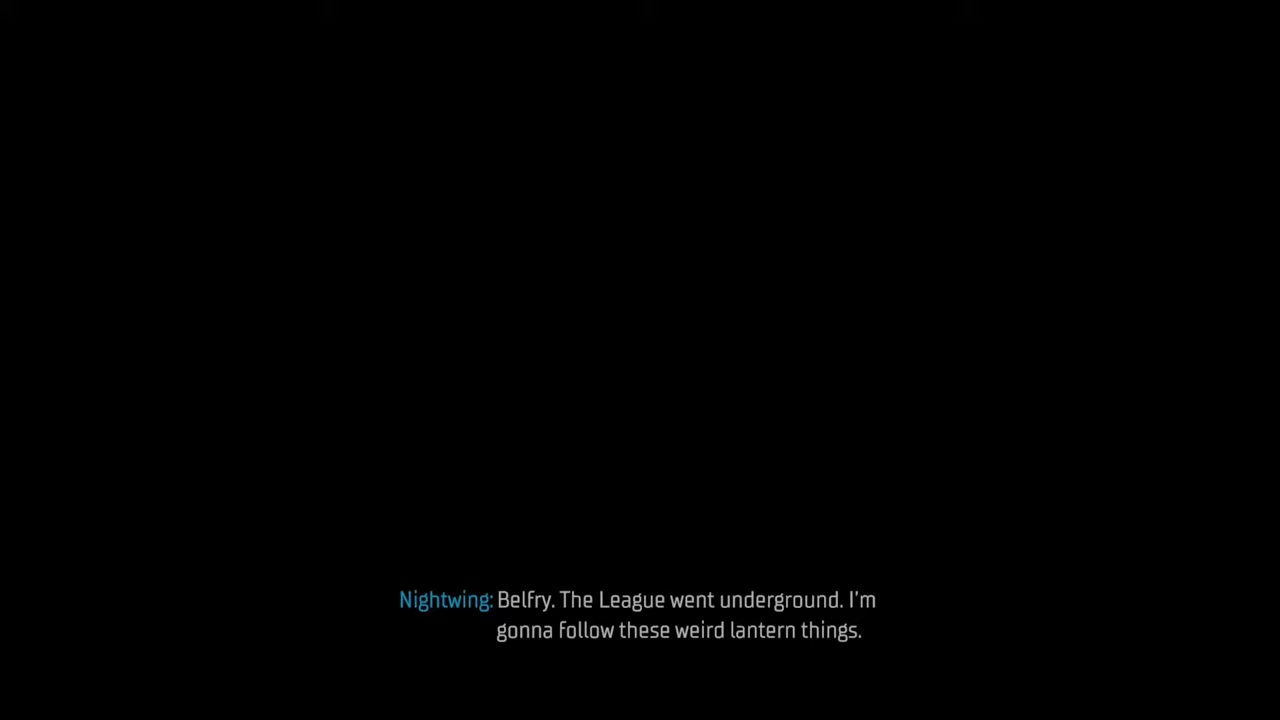 Nightwing: Belfry. The League went underground. I'm
gonna follow these weird lantern things.